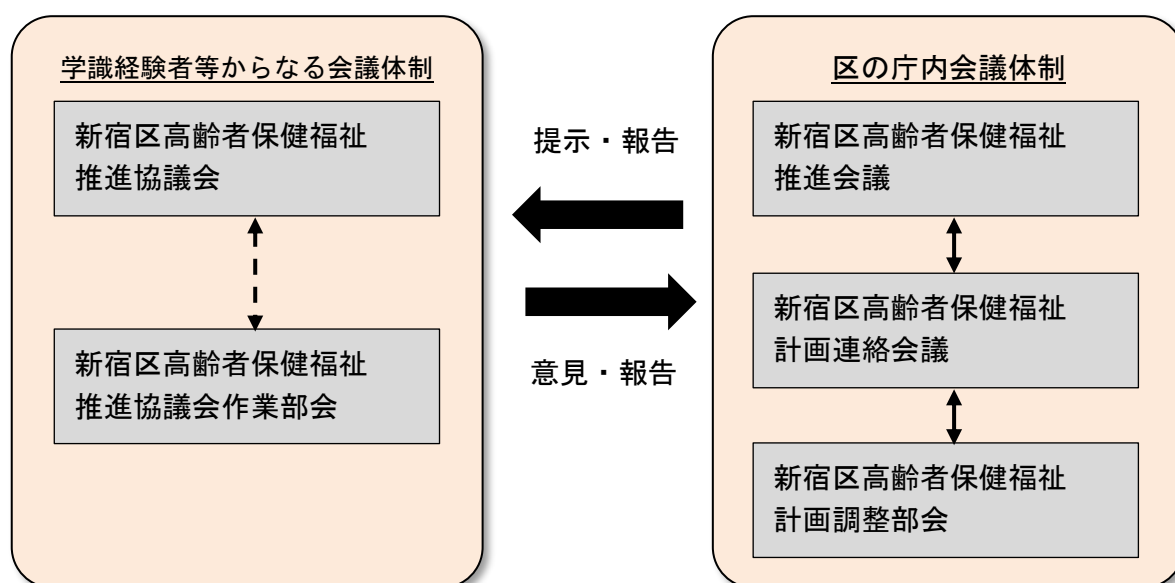 学識経験者等からなる会議体制
新宿区高齢者保健福祉
推進協議会
新宿区高齢者保健福祉
推進協議会作業部会
提示・報告
意見・報告
区の庁内会議体制
新宿区高齢者保健福祉
推進会議
新宿区高齢者保健福祉
計画連絡会議
新宿区高齢者保健福祉
計画調整部会